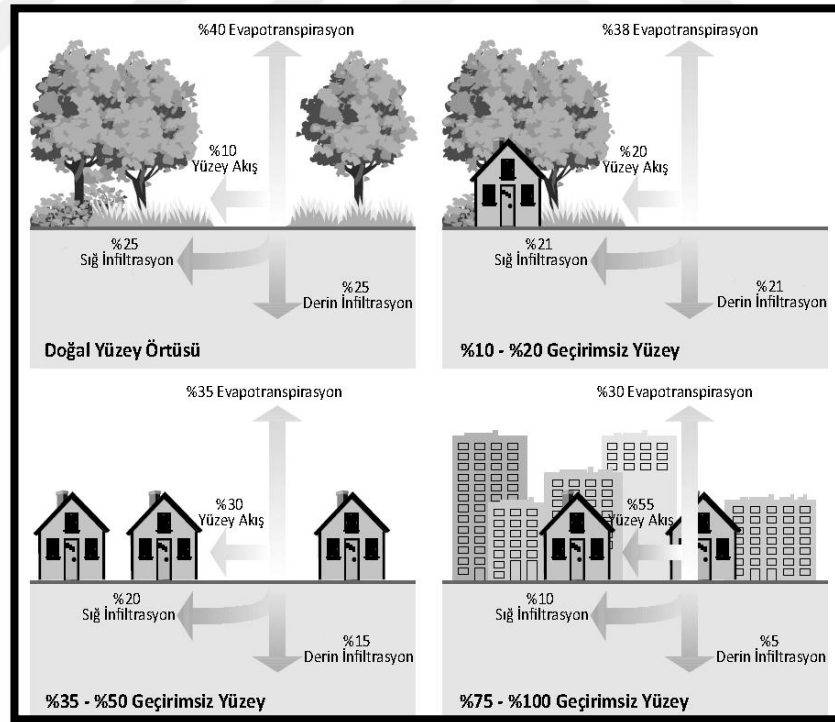 %40 Evapotranspirasyon
%10
Yüzey Akış
%25
Sığ İnfiltrasyon
%25
Derin İnfiltrasyon
Doğal Yüzey Örtüsü
%38 Evapotranspirasyon
%20
Yüzey Akış
%21
Sığ İnfiltrasyon
%21
Derin İnfiltrasyon
%10 - %20 Geçirimsiz Yüzey
%35 Evapotranspirasyon
%30
Yüzey Akış
%20
Sığ İnfiltrasyon
%15
Derin İnfiltrasyon
%35 - %50 Geçirimsiz Yüzey
%30 Evapotranspirasyon
%55
Yüzey Akış
%10
Sığ İnfiltrasyon
%5
Derin İnfiltrasyon
%75 - %100 Geçirimsiz Yüzey